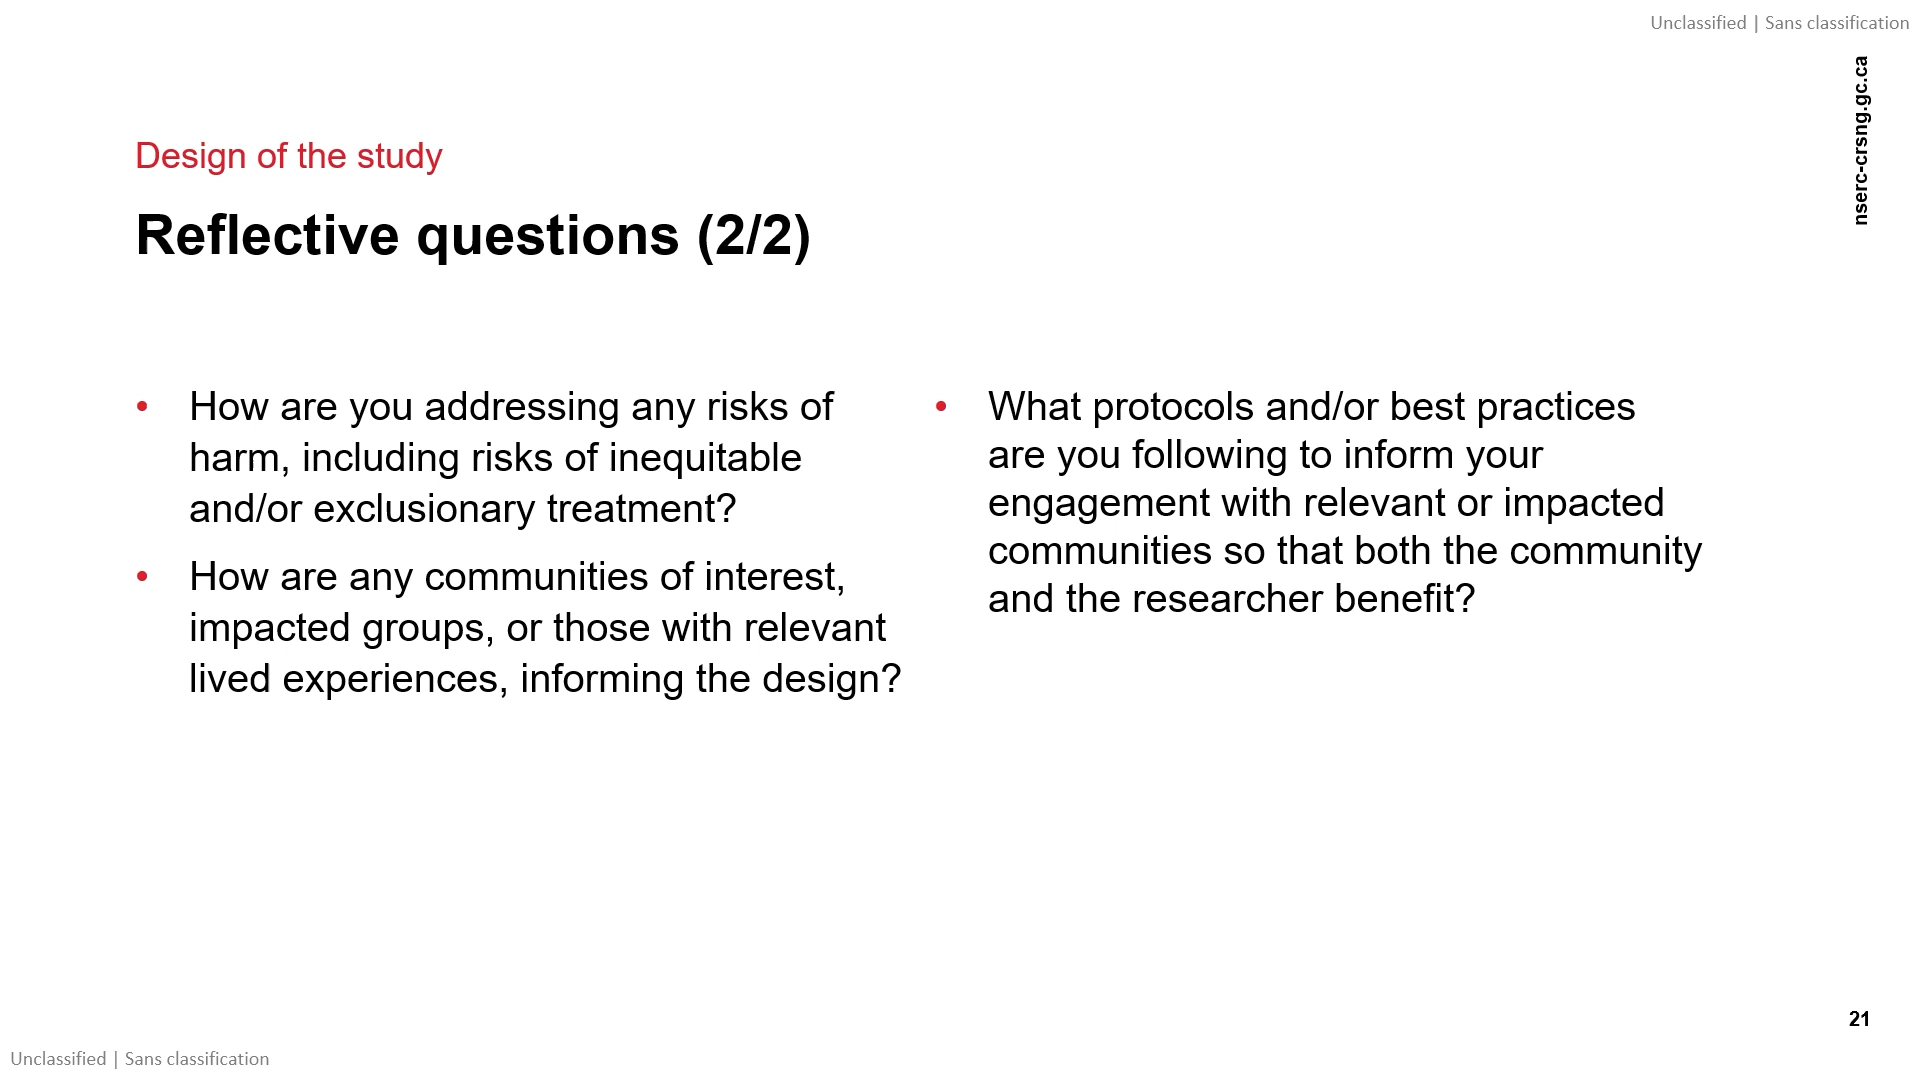 Unclassified | Sans classification
nserc-crsng.gc.ca
Design of the study
Reflective questions (2/2)
• How are you addressing any risks of
harm, including risks of inequitable
and/or exclusionary treatment?
• How are any communities of interest,
impacted groups, or those with relevant
lived experiences, informing the design?
• What protocols and/or best practices
are you following to inform your
engagement with relevant or impacted
communities so that both the community
and the researcher benefit?
21
Unclassified | Sans classification